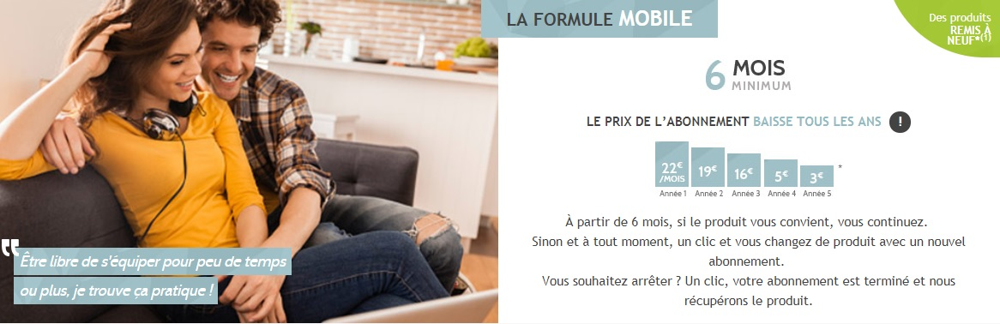 LA FORMULE MOBILE
Des produits
REMIS À
NEUF*(1)
6 MOIS
MINIMUM
LE PRIX DE L'ABONNEMENT BAISSE TOUS LES ANS !
22€ /MOIS 19€ 16€ 5€ 3€ *
Année 1 Année 2 Année 3 Année 4 Année 5
À partir de 6 mois, si le produit vous convient, vous continuez.
Sinon et à tout moment, un clic et vous changez de produit avec un nouvel
abonnement.
Vous souhaitez arrêter ? Un clic, votre abonnement est terminé et nous
récupérons le produit.
" Être libre de s'équiper pour peu de temps
ou plus, je trouve ça pratique !